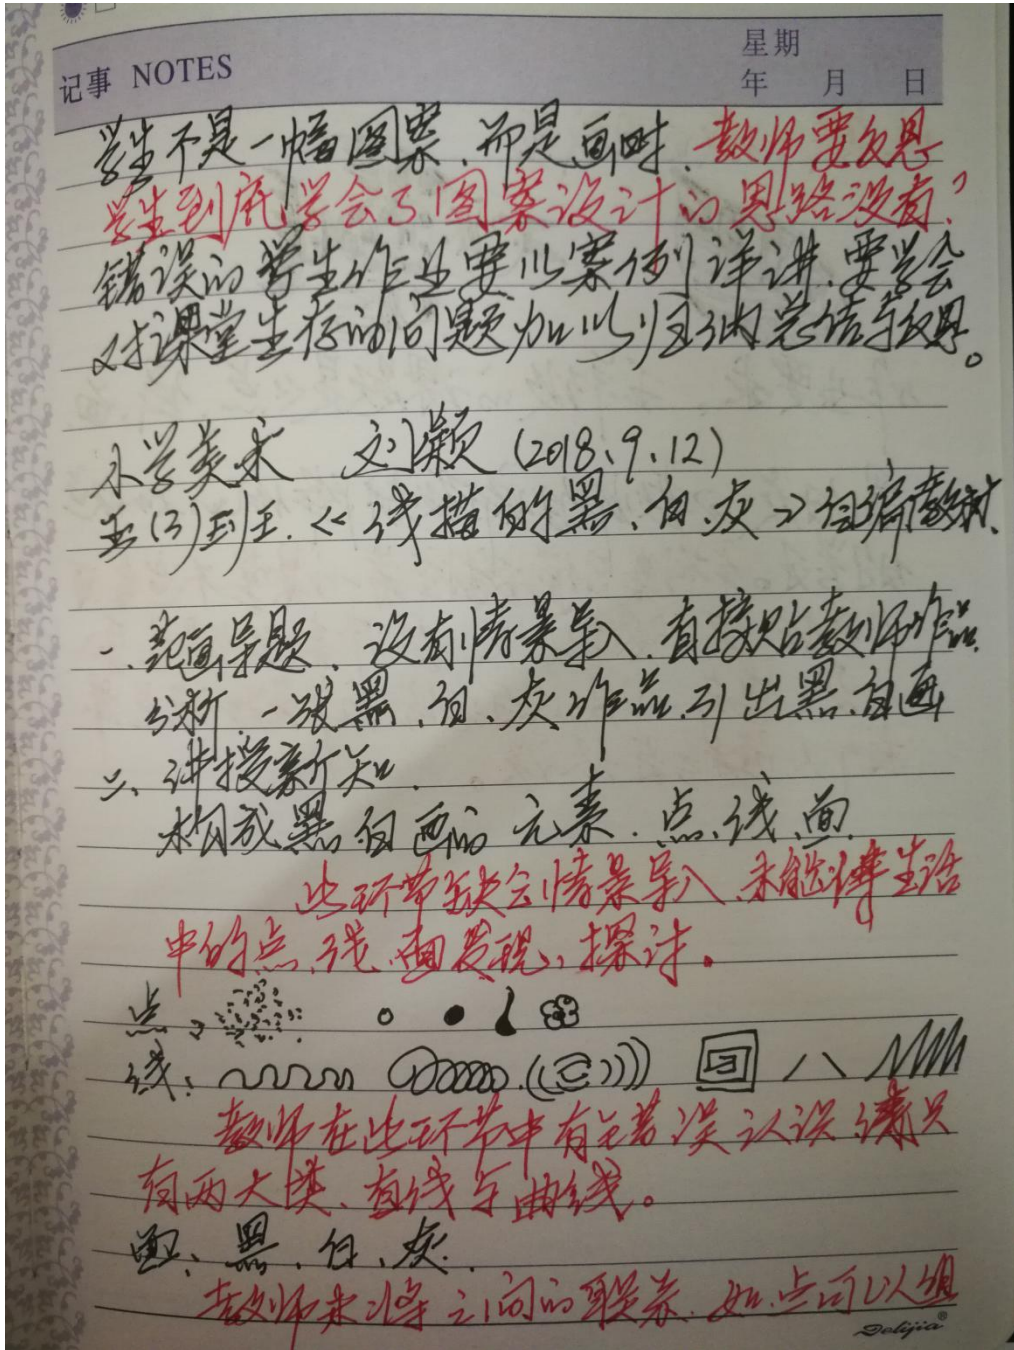 记事 NOTES
星期
年 月 日
学生不是一幅图案、而是画时、教师要反思
学生到底学会了图案设计的思路没有?
错误的学生作业要以案例详讲、要学会
对课堂生存的问题加以归纳总结与反思。
小学美术 刘颖(2018、9、12)
五(3)班王《线描的黑、白、灰》自编教材、
一、范画导题、没有情景导入、直接贴教师作品
分析 一张黑、白、灰作品、引出黑、白画
二、讲授新知.
构成黑白画的 元素. 点、线、面.
此环节缺乏情景导入、未能让学生生活
中的点、线、面发现、探讨。
点:
线:
教师在此环节中有错误认识、线只
有两大类、直线与曲线。
面:黑、白、灰.
教师未将之间的联系、如点可以组
Delijia®